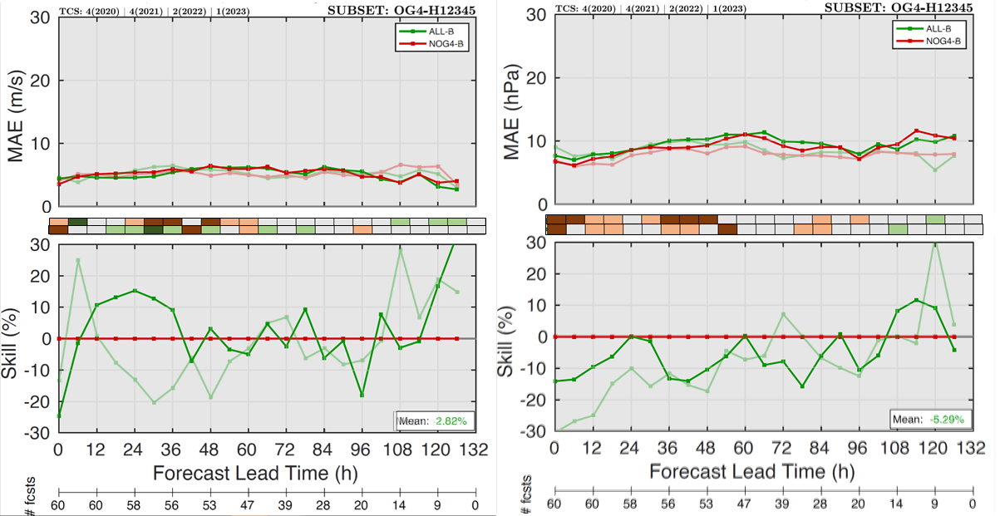 TCS: 4(2020) | 4(2021) | 2(2022) | 1(2023) SUBSET: OG4-H12345
30
20
10
0
MAE (m/s)
ALL-B
NOG4-B
30
20
10
0
-10
-20
-30
Skill (%)
Mean: -2.82%
0 12 24 36 48 60 72 84 96 108 120 132
Forecast Lead Time (h)
# fcsts
60 60 58 56 53 47 39 28 20 14 9 0
TCS: 4(2020) | 4(2021) | 2(2022) | 1(2023) SUBSET: OG4-H12345
30
20
10
0
MAE (hPa)
ALL-B
NOG4-B
30
20
10
0
-10
-20
-30
Skill (%)
Mean: -5.29%
0 12 24 36 48 60 72 84 96 108 120 132
Forecast Lead Time (h)
# fcsts
60 60 58 56 53 47 39 28 20 14 9 0